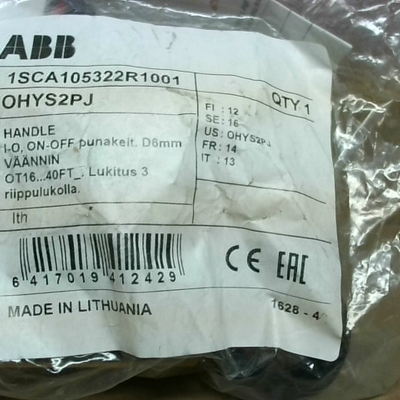 ABB
1SCA105322R1001
OHYS2PJ
QTY 1
HANDLE
I-O, ON-OFF punakelt. D6mm
VÄÄNNIN
OT16...40FT_. Lukitus 3
riippulukolla.
FI : 12
SE : 16
US : OHYS2PJ
FR : 14
IT : 13
Ith
6 417019 412429
CE EAC
MADE IN LITHUANIA
1628 - 4